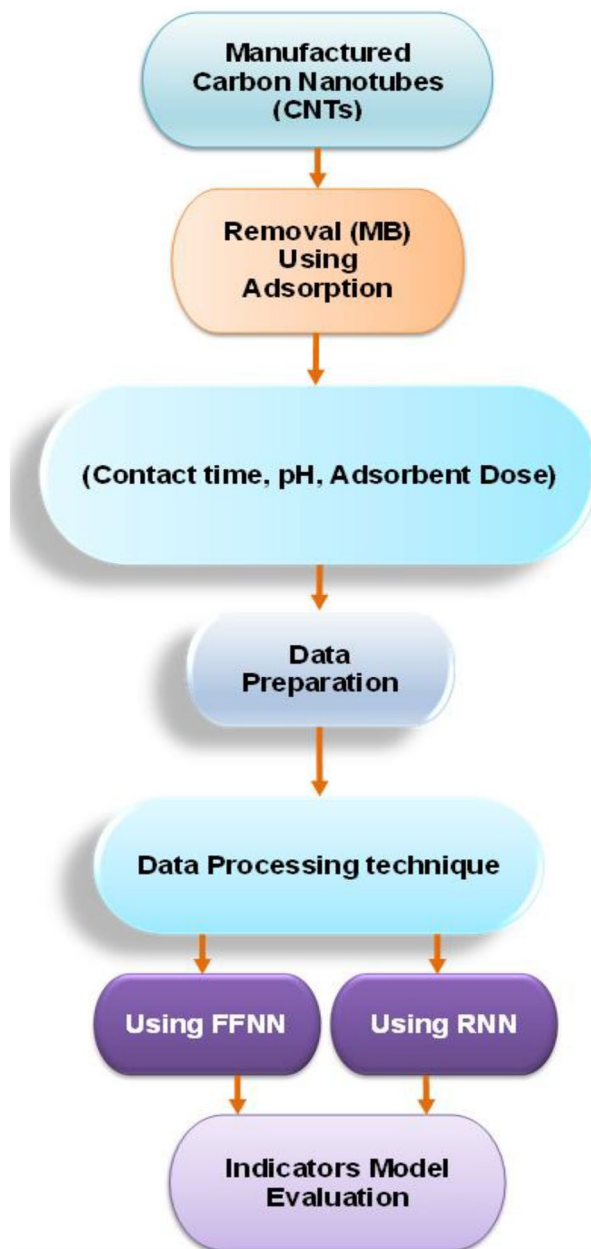 Manufactured
Carbon Nanotubes
(CNTs)
Removal (MB)
Using
Adsorption
(Contact time, pH, Adsorbent Dose)
Data
Preparation
Data Processing technique
Using FFNN
Using RNN
Indicators Model
Evaluation